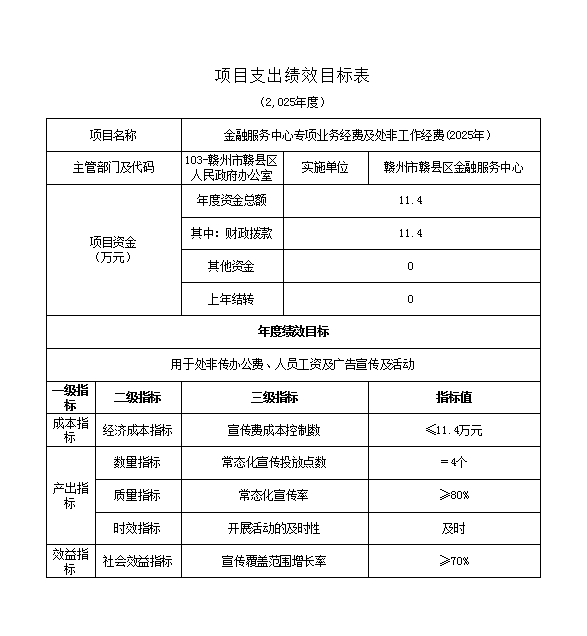 项目支出绩效目标表
（2,025年度）
项目名称 金融服务中心专项业务经费及处非工作经费(2025年)
主管部门及代码 103-赣州市赣县区人民政府办公室 实施单位 赣州市赣县区金融服务中心
项目资金（万元） 年度资金总额 11.4
其中：财政拨款 11.4
其他资金 0
上年结转 0
年度绩效目标
用于处非传办公费、人员工资及广告宣传及活动
一级指标 二级指标 三级指标 指标值
成本指标 经济成本指标 宣传费成本控制数 ≤11.4万元
产出指标 数量指标 常态化宣传投放点数 ＝4个
质量指标 常态化宣传率 ≥80%
时效指标 开展活动的及时性 及时
效益指标 社会效益指标 宣传覆盖范围增长率 ≥70%